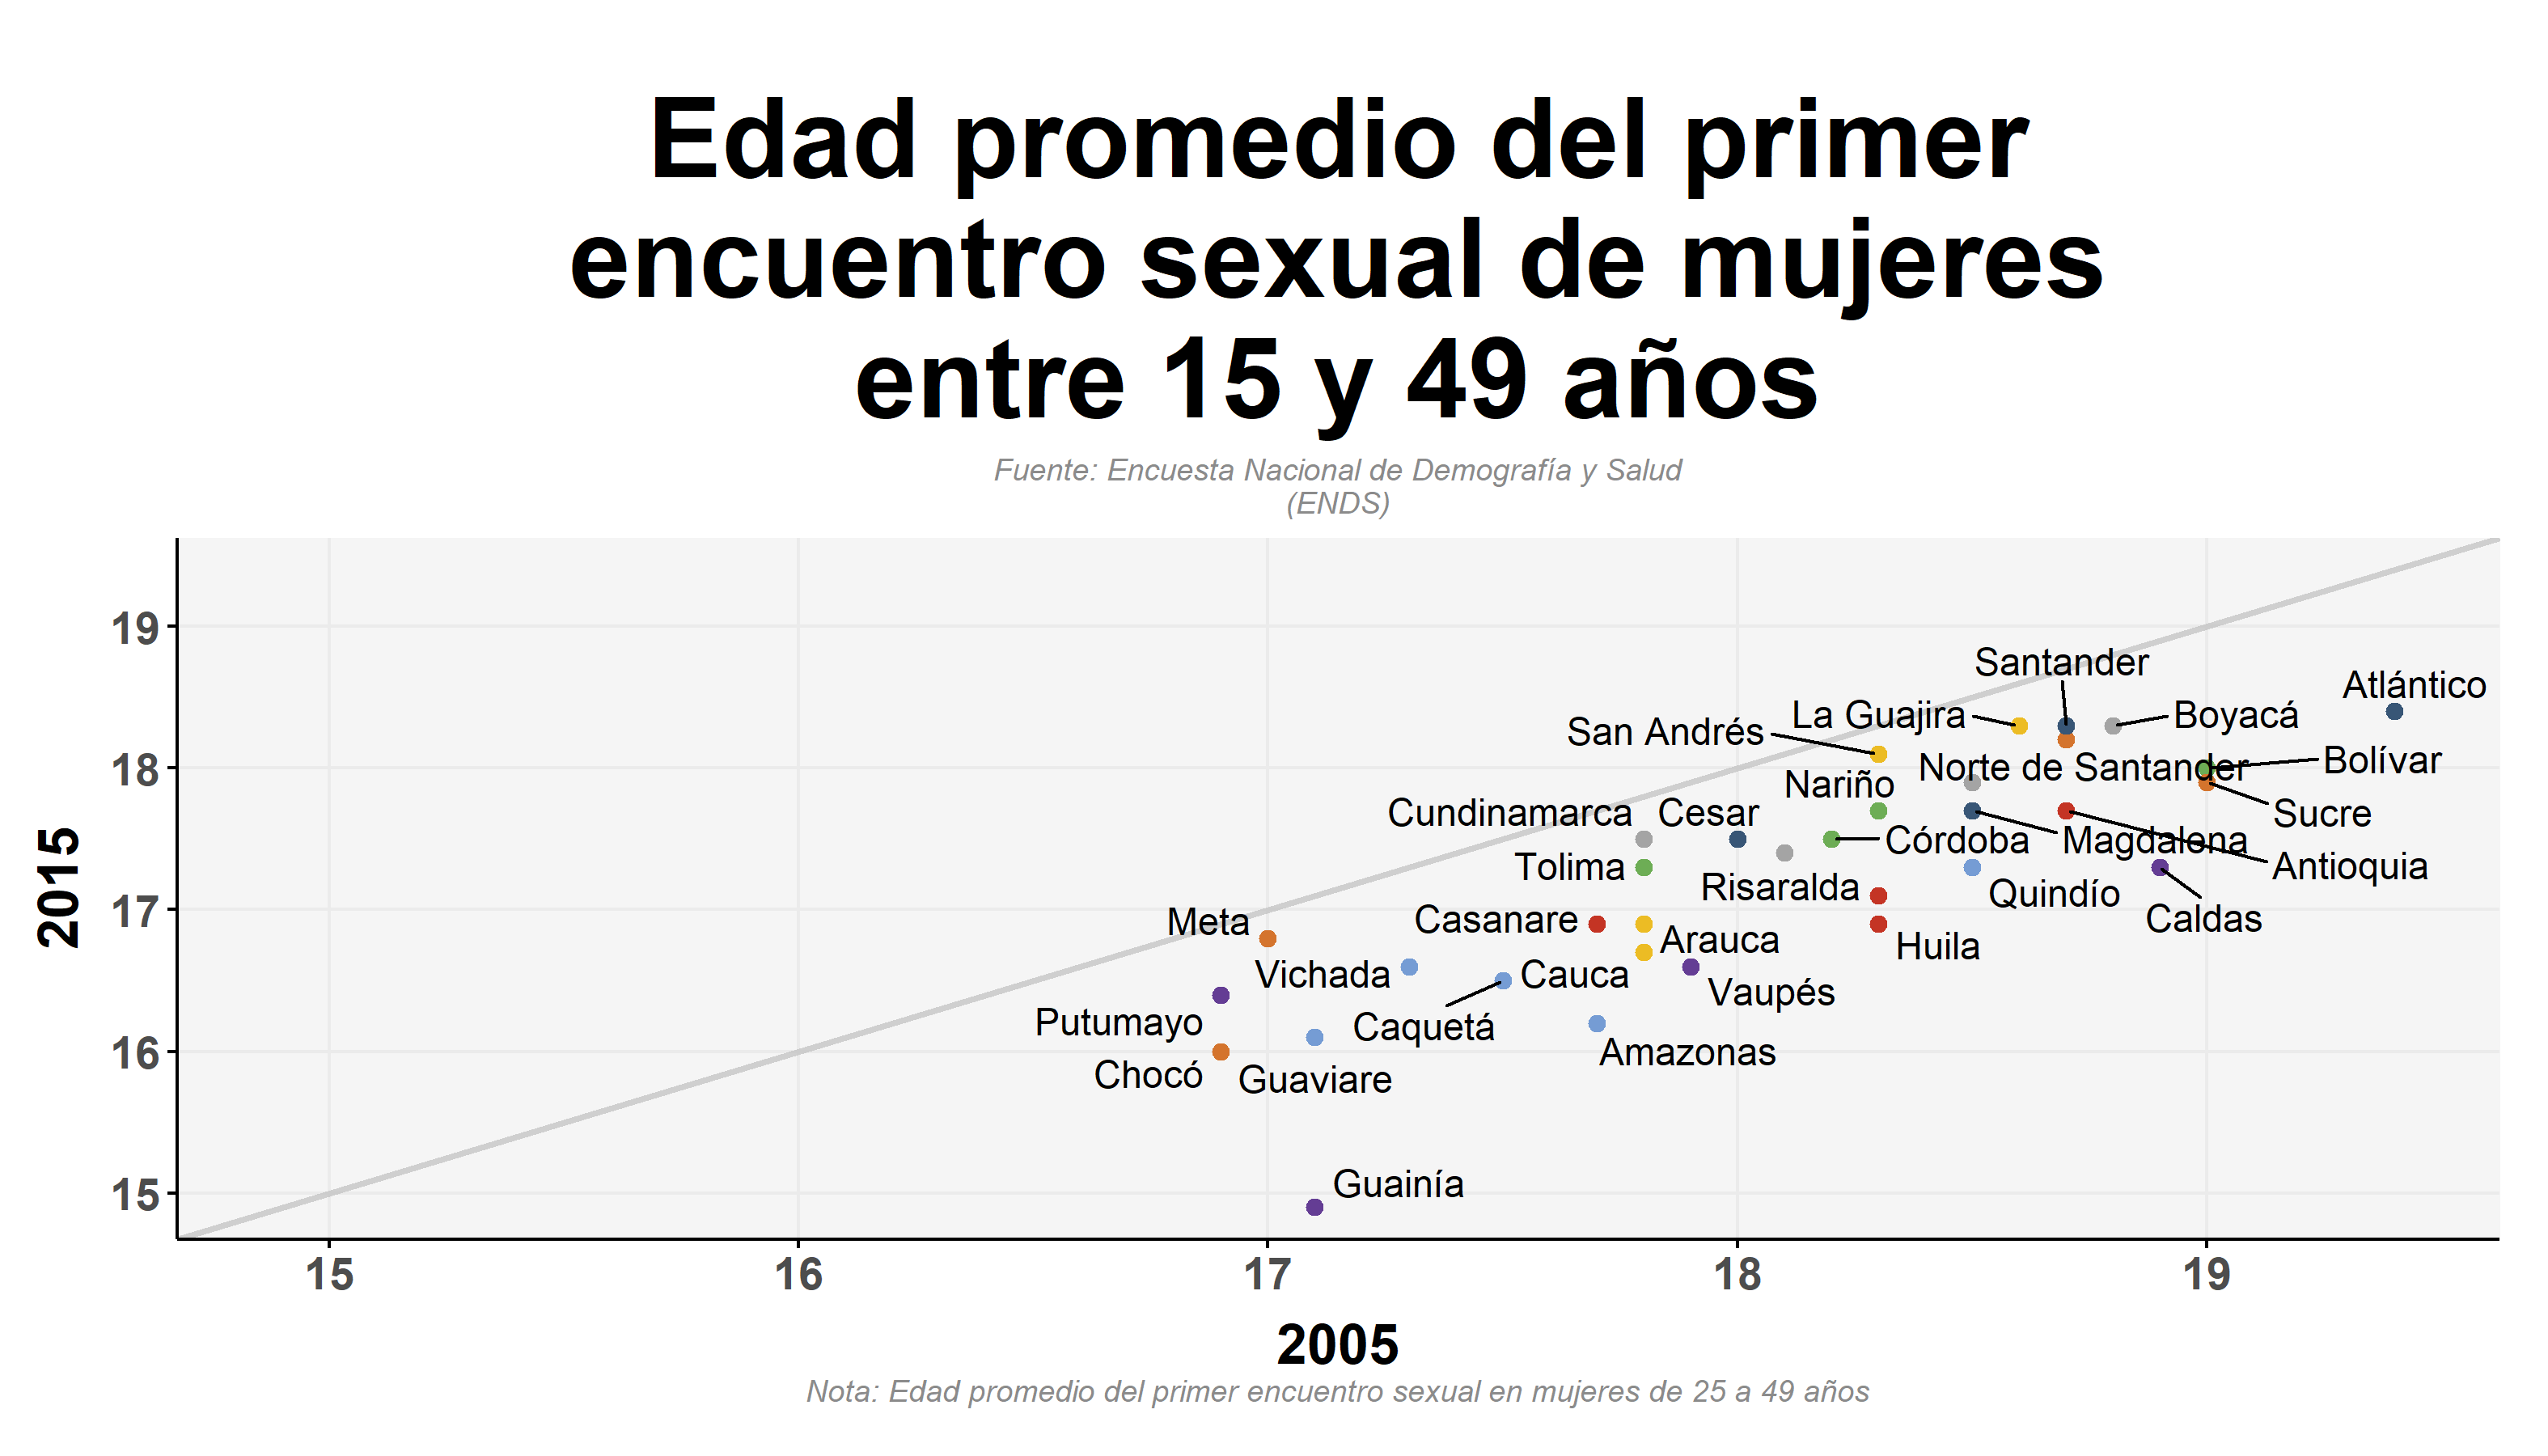 Edad promedio del primer
encuentro sexual de mujeres
entre 15 y 49 años
Fuente: Encuesta Nacional de Demografía y Salud
(ENDS)
2015
19
18
17
16
15
Santander
Atlántico
La Guajira
Boyacá
San Andrés
Bolívar
Norte de Santander
Nariño
Cundinamarca
Cesar
Sucre
Córdoba
Magdalena
Tolima
Antioquia
Risaralda
Quindío
Meta
Casanare
Caldas
Arauca
Huila
Vichada
Cauca
Vaupés
Putumayo
Caquetá
Amazonas
Chocó
Guaviare
Guainía
15
16
17
18
19
2005
Nota: Edad promedio del primer encuentro sexual en mujeres de 25 a 49 años